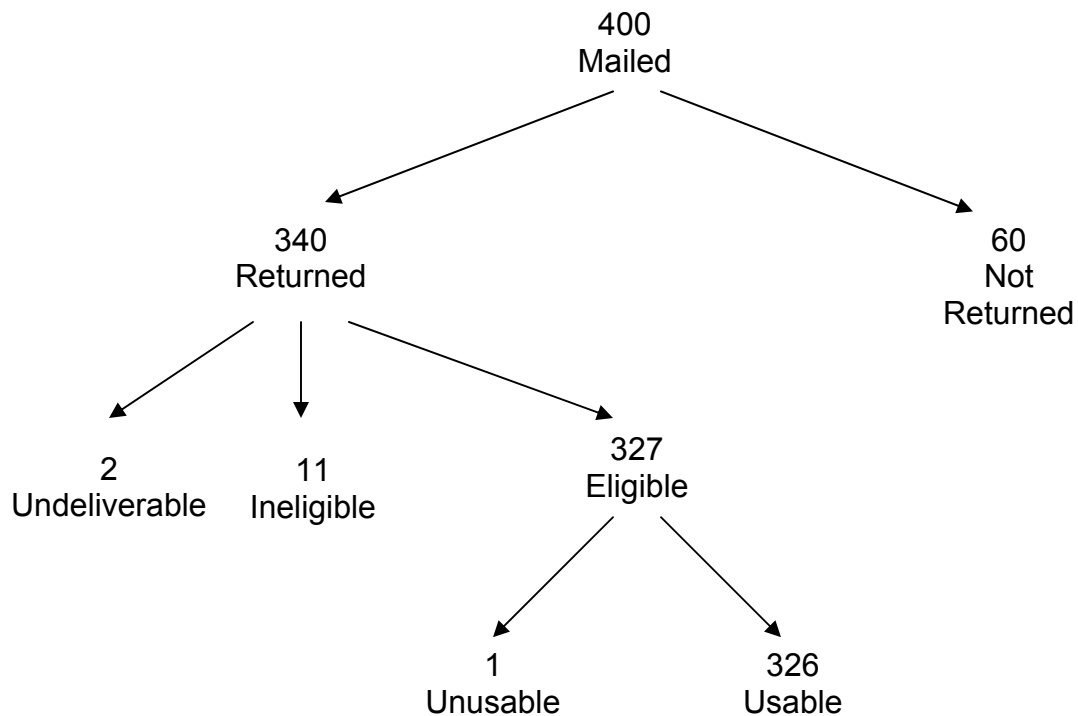 400
Mailed
340
Returned
60
Not
Returned
2
Undeliverable
11
Ineligible
327
Eligible
1
Unusable
326
Usable